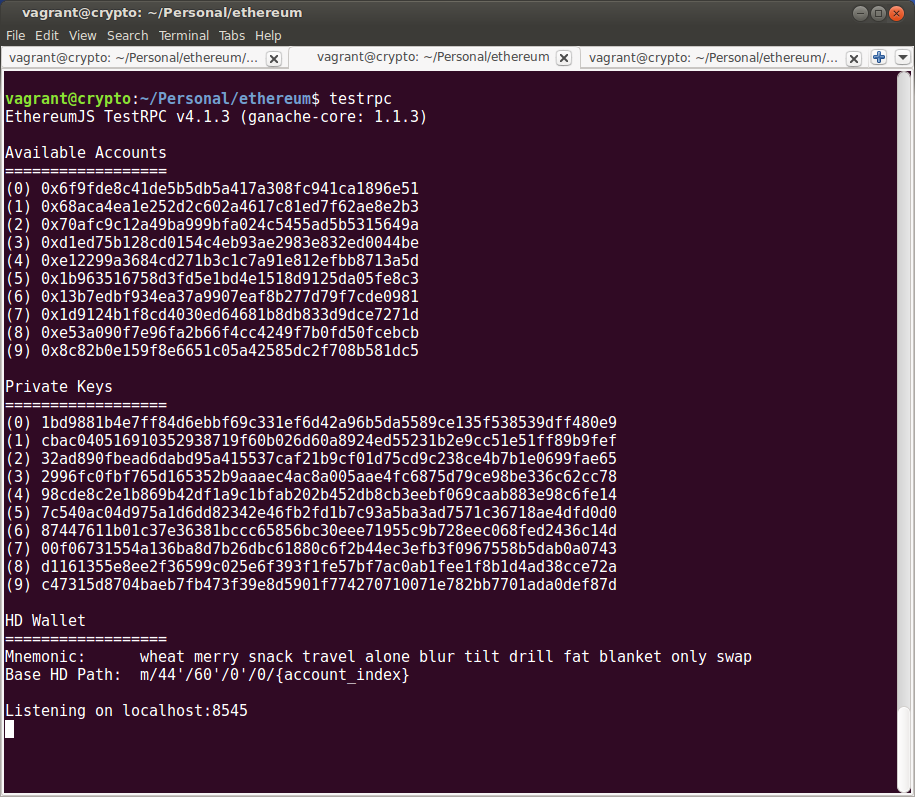 vagrant@crypto: ~/Personal/ethereum
File Edit View Search Terminal Tabs Help
vagrant@crypto: ~/Personal/ethereum/... vagrant@crypto: ~/Personal/ethereum vagrant@crypto: ~/Personal/ethereum/...
vagrant@crypto:~/Personal/ethereum$ testrpc
EthereumJS TestRPC v4.1.3 (ganache-core: 1.1.3)
Available Accounts
==================
(0) 0x6f9fde8c41de5b5db5a417a308fc941ca1896e51
(1) 0x68aca4ea1e252d2c602a4617c81ed7f62ae8e2b3
(2) 0x70afc9c12a49ba999bfa024c5455ad5b5315649a
(3) 0xd1ed75b128cd0154c4eb93ae2983e832ed0044be
(4) 0xe12299a3684cd271b3c1c7a91e812efbb8713a5d
(5) 0x1b963516758d3fd5e1bd4e1518d9125da05fe8c3
(6) 0x13b7edbf934ea37a9907eaf8b277d79f7cde0981
(7) 0x1d9124b1f8cd4030ed64681b8db833d9dce7271d
(8) 0xe53a090f7e96fa2b66f4cc4249f7b0fd50fcebcb
(9) 0x8c82b0e159f8e6651c05a42585dc2f708b581dc5
Private Keys
==================
(0) 1bd9881b4e7ff84d6ebbf69c331ef6d42a96b5da5589ce135f538539dff480e9
(1) cbac040516910352938719f60b026d60a8924ed55231b2e9cc51e51ff89b9fef
(2) 32ad890fbead6dabd95a415537caf21b9cf01d75cd9c238ce4b7b1e0699fae65
(3) 2996fc0fbf765d165352b9aaaec4ac8a005aae4fc6875d79ce98be336c62cc78
(4) 98cde8c2e1b869b42df1a9c1bfab202b452db8cb3eebf069caab883e98c6fe14
(5) 7c540ac04d975a1d6dd82342e46fb2fd1b7c93a5ba3ad7571c36718ae4dfd0d0
(6) 87447611b01c37e36381bccc65856bc30eee71955c9b728eec068fed2436c14d
(7) 00f06731554a136ba8d7b26dbc61880c6f2b44ec3efb3f0967558b5dab0a0743
(8) d1161355e8ee2f36599c025e6f393f1fe57bf7ac0ab1fee1f8b1d4ad38cce72a
(9) c47315d8704baeb7fb473f39e8d5901f774270710071e782bb7701ada0def87d
HD Wallet
==================
Mnemonic:      wheat merry snack travel alone blur tilt drill fat blanket only swap
Base HD Path:  m/44'/60'/0'/0/{account_index}
Listening on localhost:8545